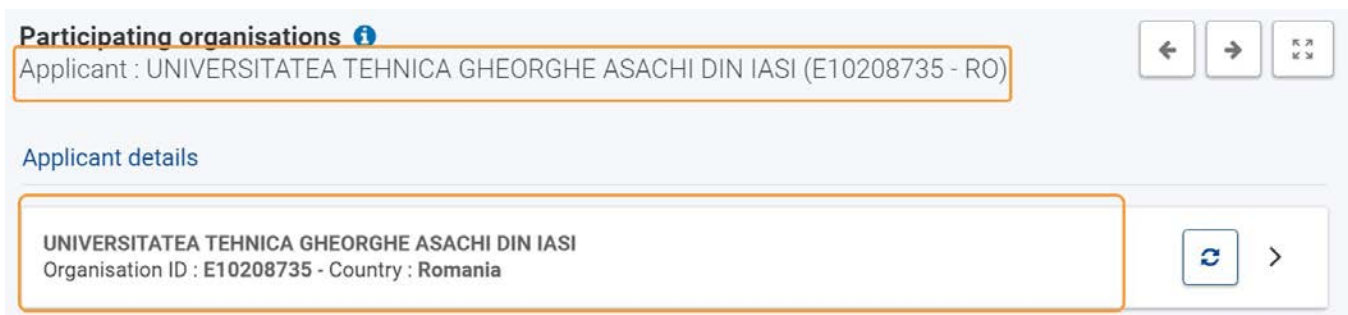 Participating organisations
Applicant : UNIVERSITATEA TEHNICA GHEORGHE ASACHI DIN IASI (E10208735 - RO)
Applicant details
UNIVERSITATEA TEHNICA GHEORGHE ASACHI DIN IASI
Organisation ID : E10208735 - Country : Romania